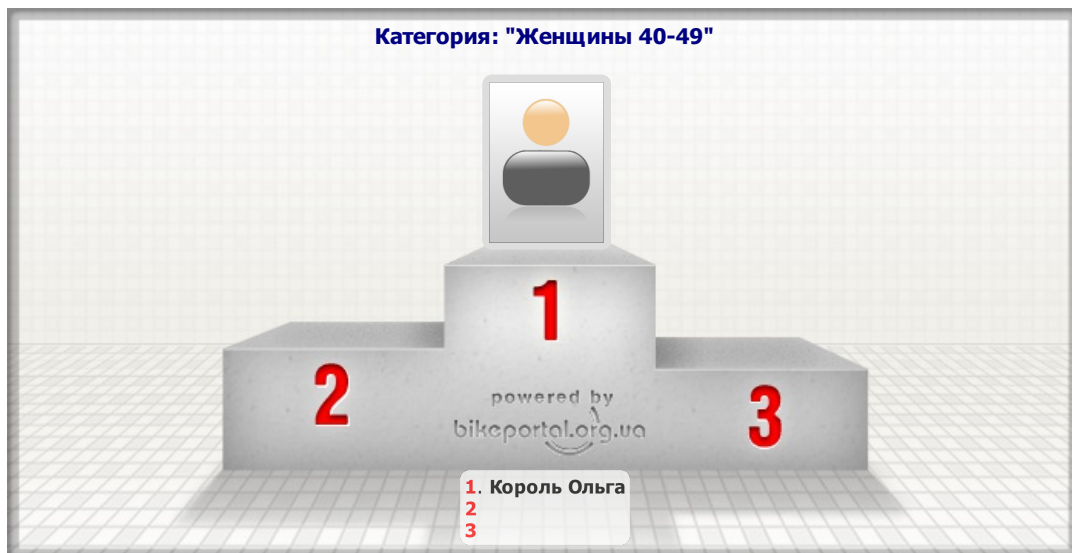 Категория: "Женщины 40-49"
1
2
3
powered by
bikeportal.org.ua
1. Король Ольга
2
3